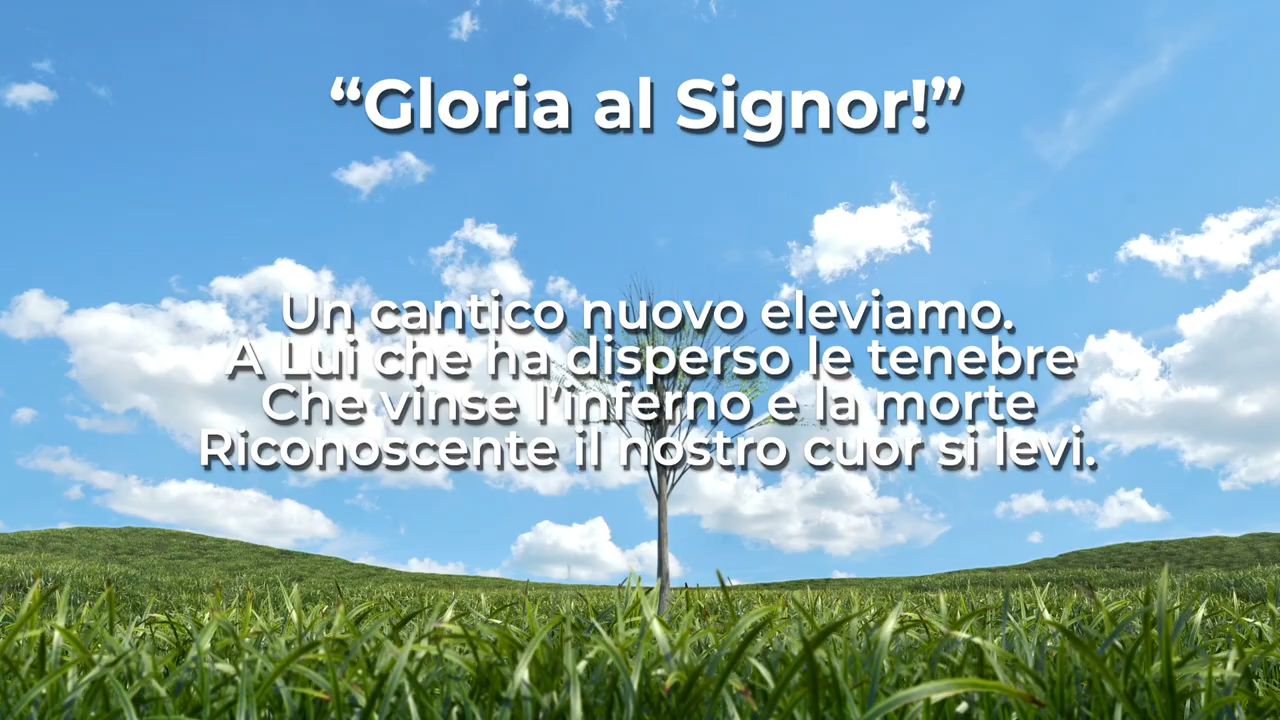 “Gloria al Signor!”
Un cantico nuovo eleviamo.
A Lui che ha disperso le tenebre
Che vinse l’inferno e la morte
Riconoscente il nostro cuor si levi.